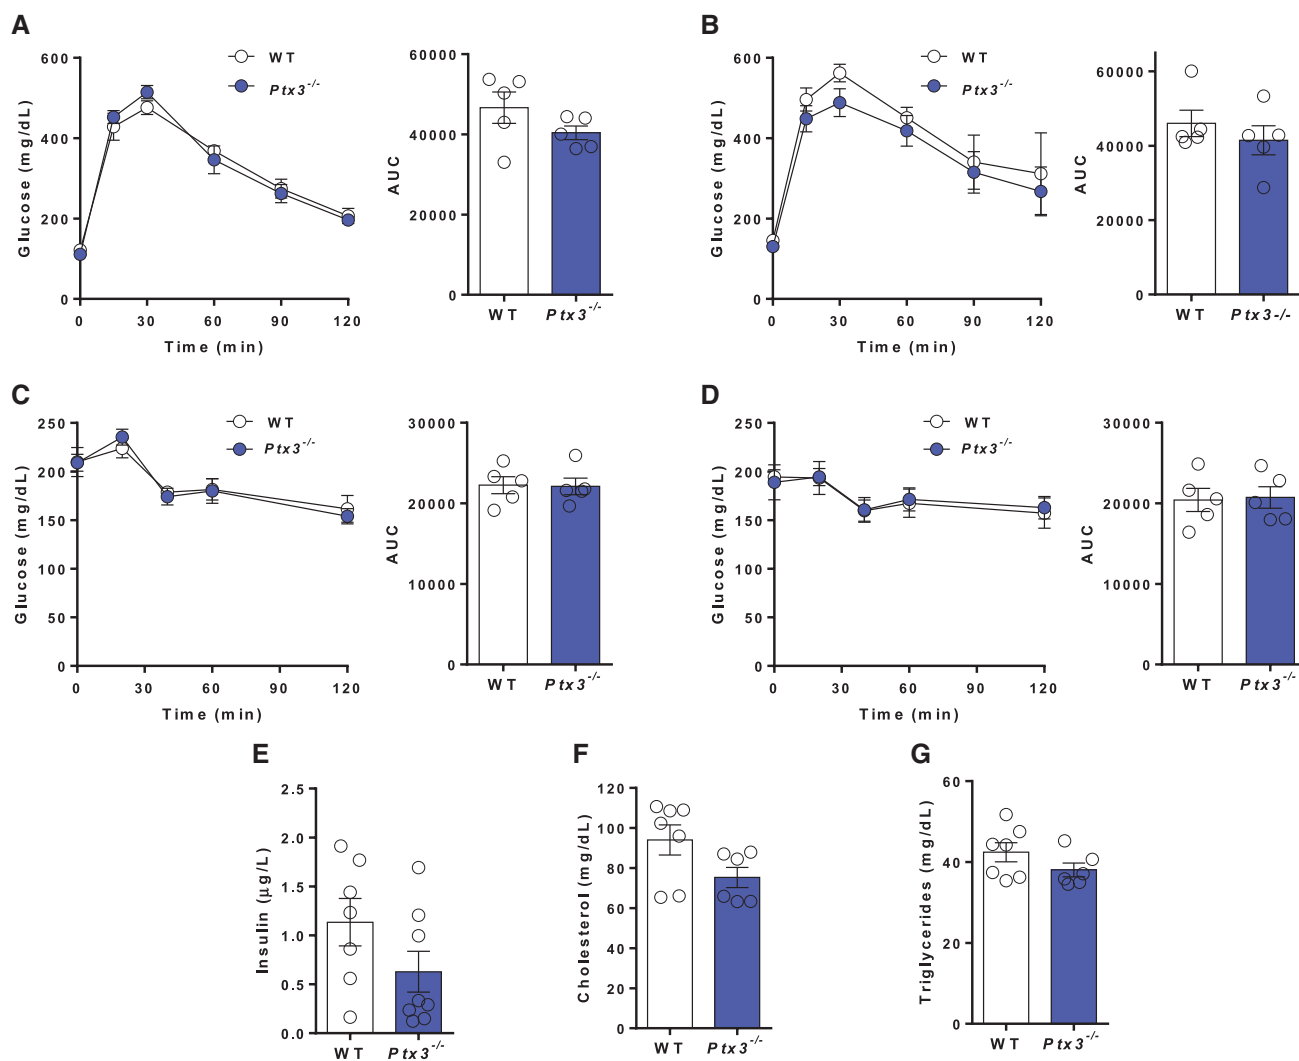 A
WT
Ptx3-/-
Glucose (mg/dL)
600
400
200
0
0 30 60 90 120
Time (min)
AUC
60000
40000
20000
0
WT Ptx3-/-
B
WT
Ptx3-/-
Glucose (mg/dL)
600
400
200
0
0 30 60 90 120
Time (min)
AUC
60000
40000
20000
0
WT Ptx3-/-
C
WT
Ptx3-/-
Glucose (mg/dL)
250
200
150
100
50
0
0 30 60 90 120
Time (min)
AUC
30000
20000
10000
0
WT Ptx3-/-
D
WT
Ptx3-/-
Glucose (mg/dL)
250
200
150
100
50
0
0 30 60 90 120
Time (min)
AUC
30000
20000
10000
0
WT Ptx3-/-
E
Insulin (µg/L)
2.5
2.0
1.5
1.0
0.5
0.0
WT Ptx3-/-
F
Cholesterol (mg/dL)
120
100
80
60
40
20
0
WT Ptx3-/-
G
Triglycerides (mg/dL)
60
40
20
0
WT Ptx3-/-